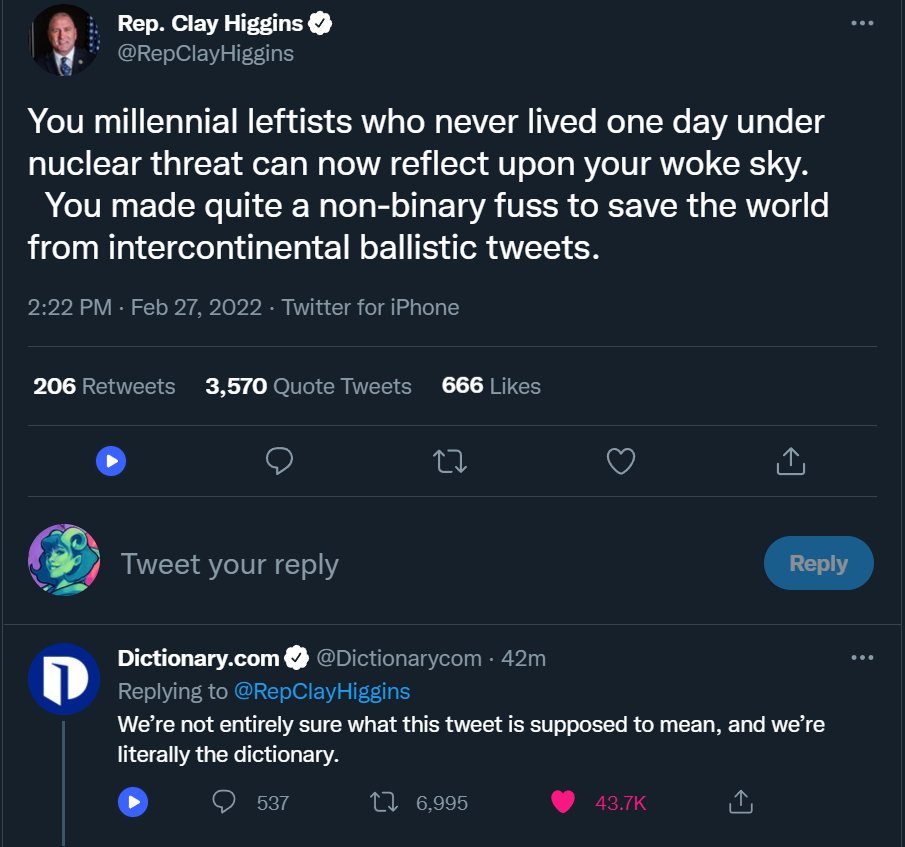 Rep. Clay Higgins
@RepClayHiggins
You millennial leftists who never lived one day under
nuclear threat can now reflect upon your woke sky.
You made quite a non-binary fuss to save the world
from intercontinental ballistic tweets.
2:22 PM · Feb 27, 2022 · Twitter for iPhone
206 Retweets 3,570 Quote Tweets 666 Likes
Tweet your reply
Reply
Dictionary.com @Dictionarycom · 42m
Replying to @RepClayHiggins
We’re not entirely sure what this tweet is supposed to mean, and we’re
literally the dictionary.
537 6,995 43.7K